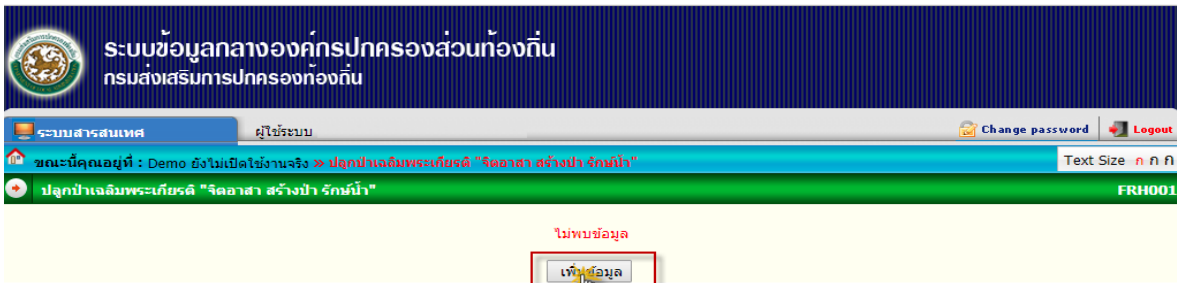 ระบบข้อมูลกลางองค์กรปกครองส่วนท้องถิ่น
กรมส่งเสริมการปกครองท้องถิ่น
ระบบสารสนเทศ ผู้ใช้ระบบ Change password Logout
ขณะนี้คุณอยู่ที่ : Demo ยังไม่เปิดใช้งานจริง » ปลูกป่าเฉลิมพระเกียรติ "จิตอาสา สร้างป่า รักษ์น้ำ" Text Size ก ก ก
ปลูกป่าเฉลิมพระเกียรติ "จิตอาสา สร้างป่า รักษ์น้ำ" FRH001
ไม่พบข้อมูล
เพิ่มข้อมูล